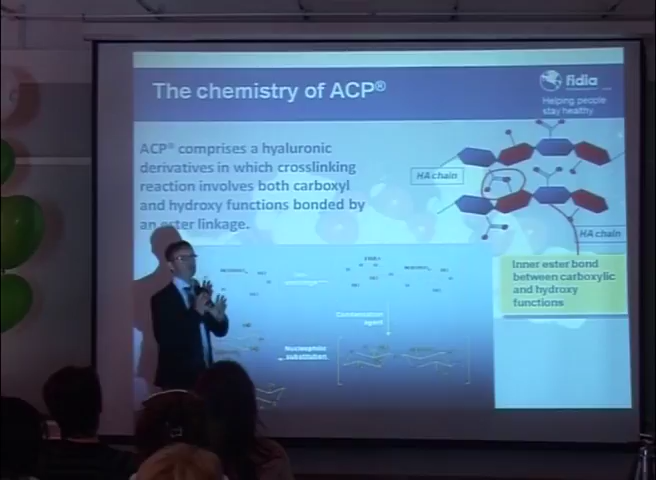 The chemistry of ACP®
fidia
Helping people
stay healthy
ACP® comprises a hyaluronic
derivatives in which crosslinking
reaction involves both carboxyl
and hydroxy functions bonded by
an ester linkage.
HA chain
HA chain
Inner ester bond
between carboxylic
and hydroxy
functions
Condensation
agent
Nucleophilic
substitution